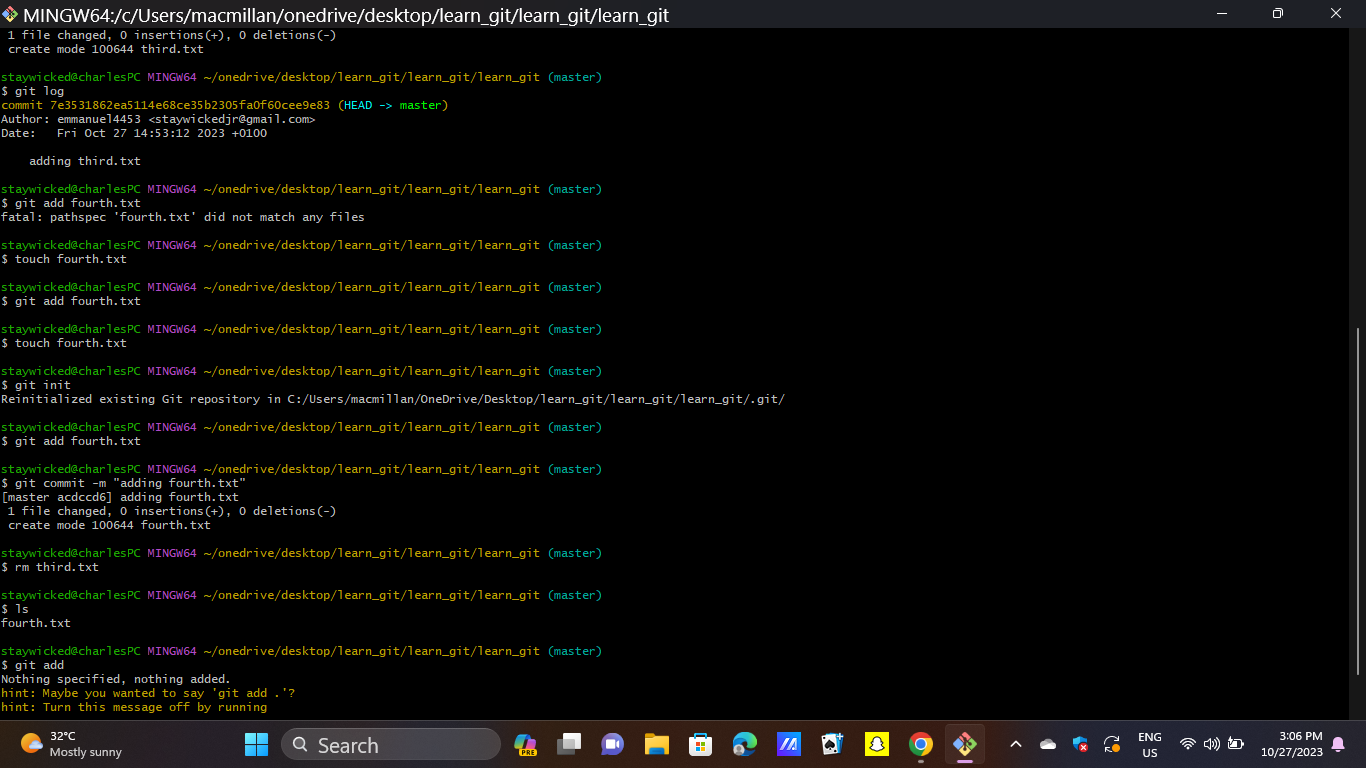 MINGW64:/c/Users/macmillan/onedrive/desktop/learn_git/learn_git/learn_git
1 file changed, 0 insertions(+), 0 deletions(-)
create mode 100644 third.txt
staywicked@charlesPC MINGW64 ~/onedrive/desktop/learn_git/learn_git/learn_git (master)
$ git log
commit 7e3531862ea5114e68ce35b2305fa0f60cee9e83 (HEAD -> master)
Author: emmanuel4453 <staywickedjr@gmail.com>
Date:   Fri Oct 27 14:53:12 2023 +0100
adding third.txt
staywicked@charlesPC MINGW64 ~/onedrive/desktop/learn_git/learn_git/learn_git (master)
$ git add fourth.txt
fatal: pathspec 'fourth.txt' did not match any files
staywicked@charlesPC MINGW64 ~/onedrive/desktop/learn_git/learn_git/learn_git (master)
$ touch fourth.txt
staywicked@charlesPC MINGW64 ~/onedrive/desktop/learn_git/learn_git/learn_git (master)
$ git add fourth.txt
staywicked@charlesPC MINGW64 ~/onedrive/desktop/learn_git/learn_git/learn_git (master)
$ touch fourth.txt
staywicked@charlesPC MINGW64 ~/onedrive/desktop/learn_git/learn_git/learn_git (master)
$ git init
Reinitialized existing Git repository in C:/Users/macmillan/OneDrive/Desktop/learn_git/learn_git/learn_git/.git/
staywicked@charlesPC MINGW64 ~/onedrive/desktop/learn_git/learn_git/learn_git (master)
$ git add fourth.txt
staywicked@charlesPC MINGW64 ~/onedrive/desktop/learn_git/learn_git/learn_git (master)
$ git commit -m "adding fourth.txt"
[master acdccd6] adding fourth.txt
1 file changed, 0 insertions(+), 0 deletions(-)
create mode 100644 fourth.txt
staywicked@charlesPC MINGW64 ~/onedrive/desktop/learn_git/learn_git/learn_git (master)
$ rm third.txt
staywicked@charlesPC MINGW64 ~/onedrive/desktop/learn_git/learn_git/learn_git (master)
$ ls
fourth.txt
staywicked@charlesPC MINGW64 ~/onedrive/desktop/learn_git/learn_git/learn_git (master)
$ git add
Nothing specified, nothing added.
hint: Maybe you wanted to say 'git add .'?
hint: Turn this message off by running
32°C
Mostly sunny
Search
PRE
ENG
US
3:06 PM
10/27/2023